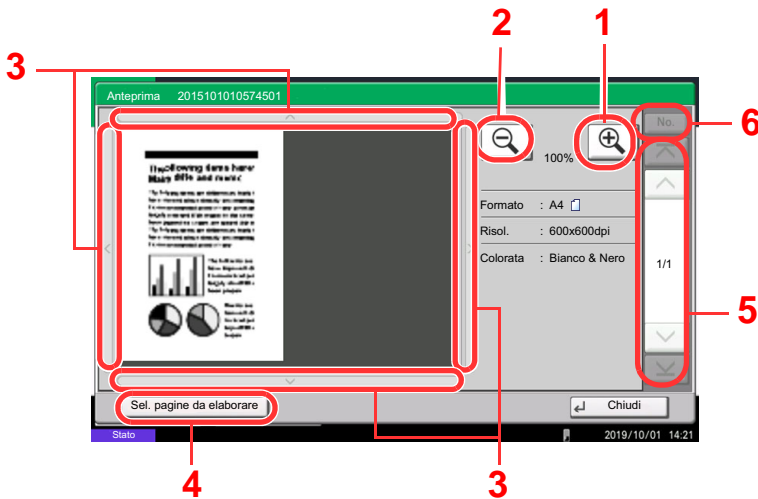 2
1
3
Anteprima 2015101010574501
6
No.
100%
Formato : A4
Risol. : 600x600dpi
Colorata : Bianco & Nero
1/1
5
Sel. pagine da elaborare
Chiudi
Stato
2019/10/01 14:21
4
3